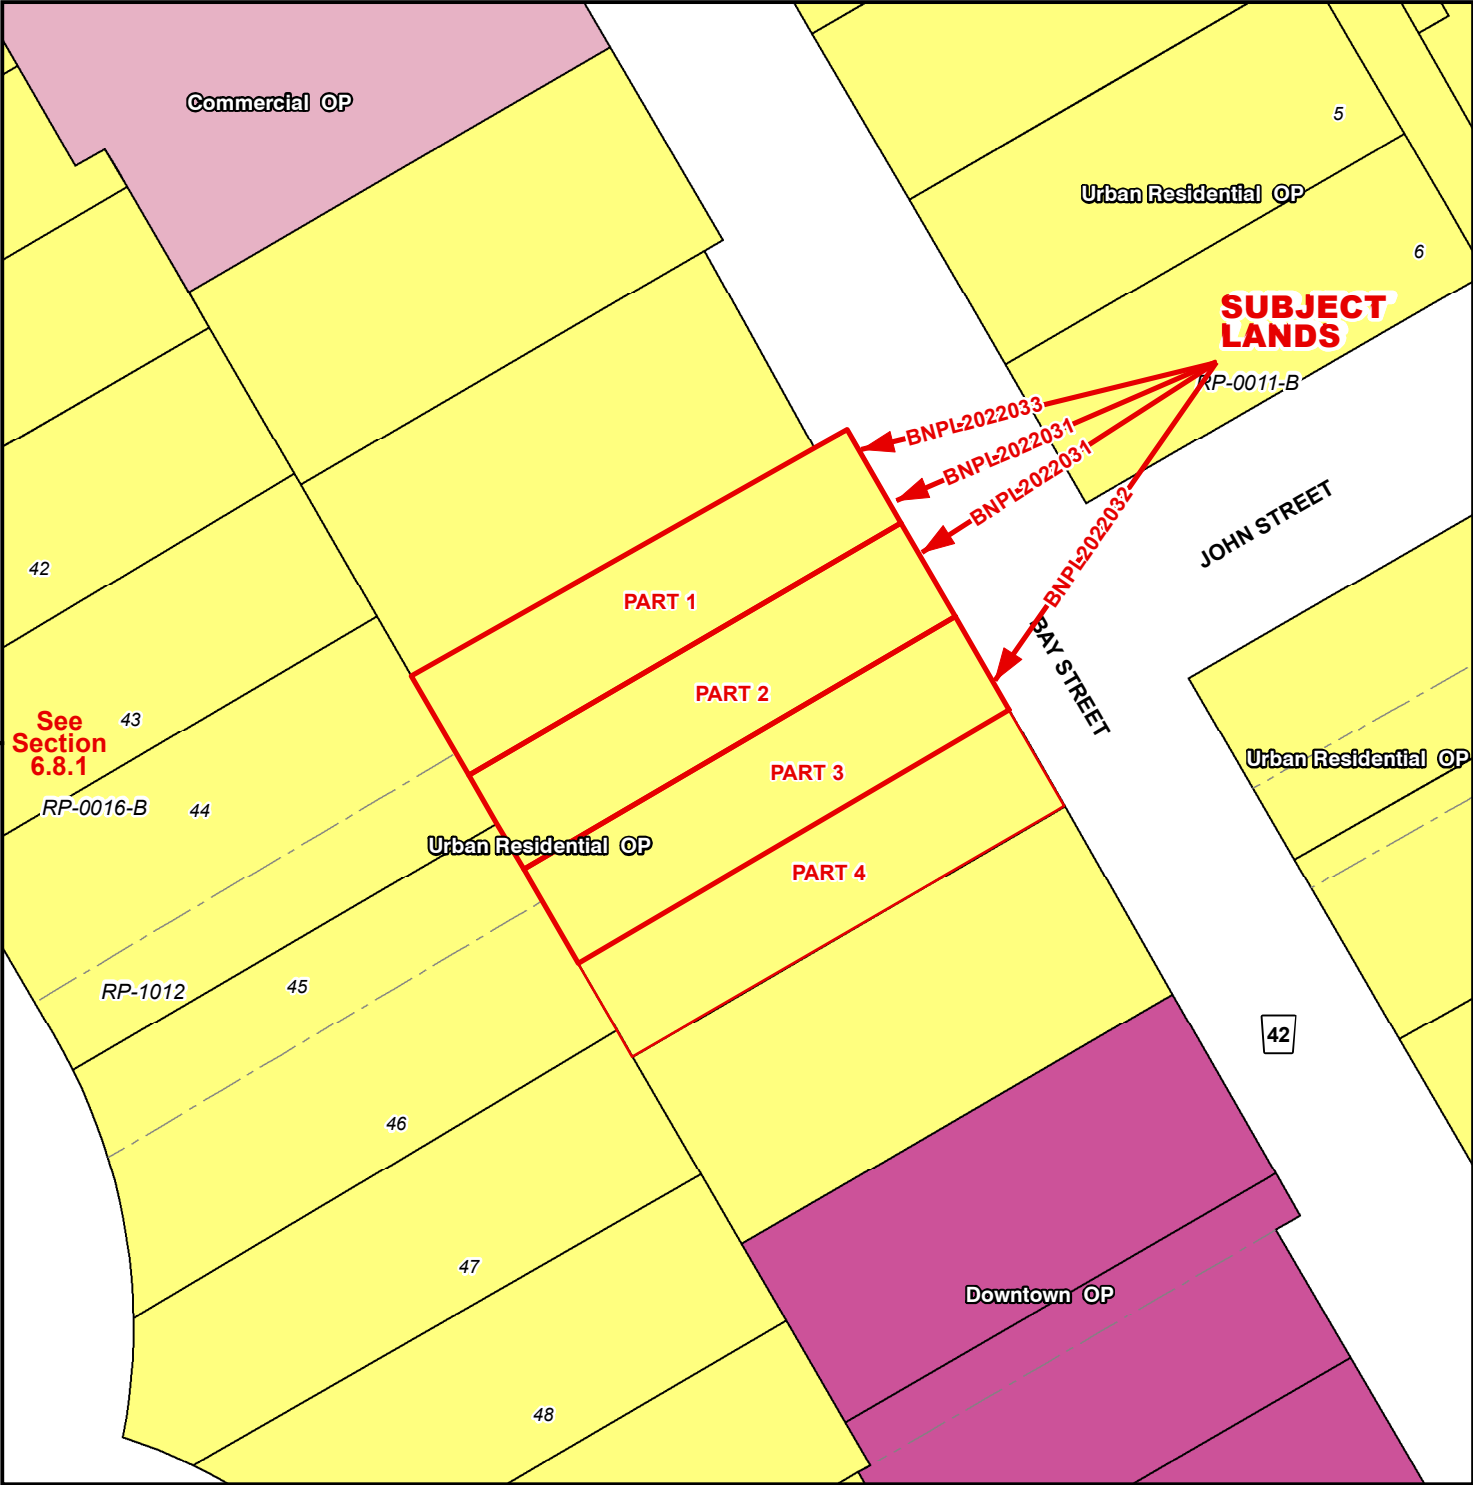 Commercial OP
5
Urban Residential OP
6
SUBJECT
LANDS
RP-0011-B
BNPL-2022033
BNPL-2022031
BNPL-2022031
BNPL-2022032
JOHN STREET
BAY STREET
42
PART 1
PART 2
43
See
Section
6.8.1
RP-0016-B
44
PART 3
Urban Residential OP
Urban Residential OP
PART 4
RP-1012
45
42
46
47
Downtown OP
48